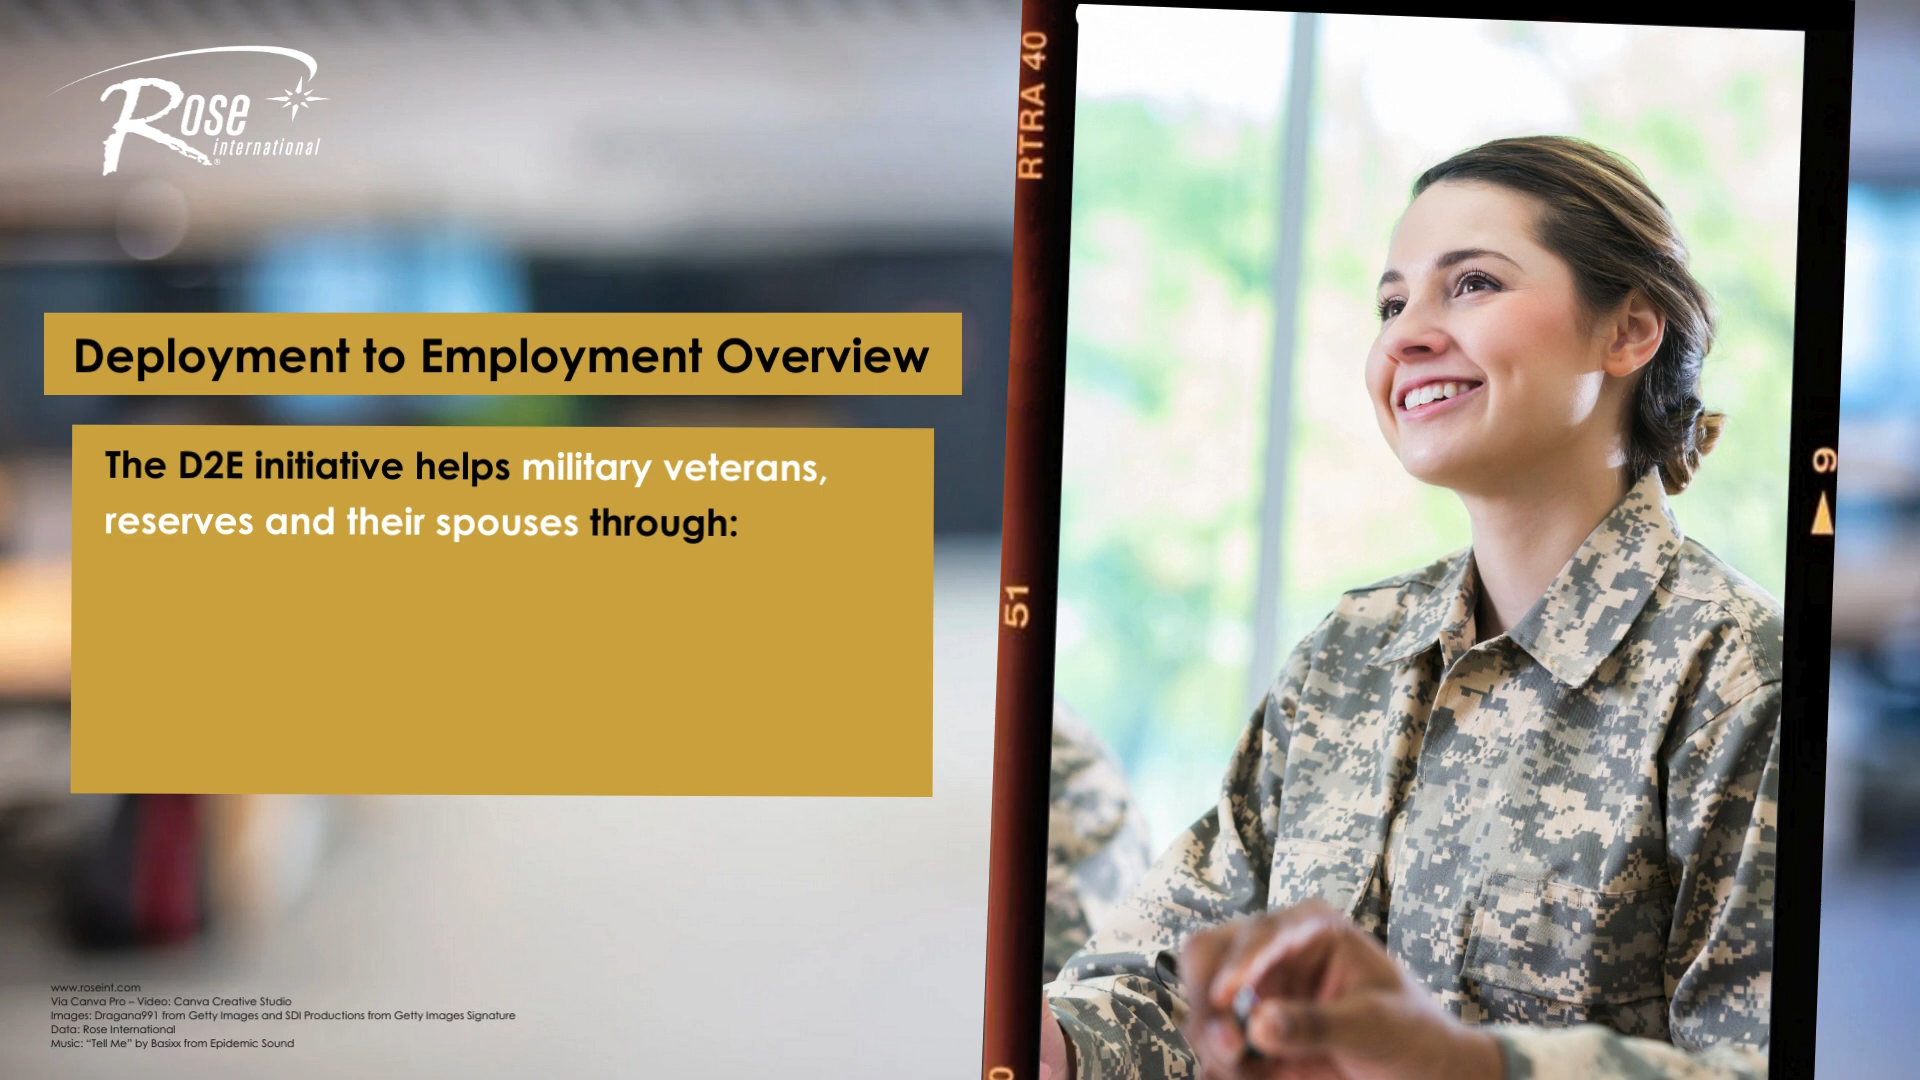 Rose
international
Deployment to Employment Overview
The D2E initiative helps military veterans,
reserves and their spouses through:
www.roseint.com
Via Canva Pro – Video: Canva Creative Studio
Images: Dragana991 from Getty Images and SDI Productions from Getty Images Signature
Data: Rose International
Music: “Tell Me” by Basixx from Epidemic Sound
RTRA 40
51
9